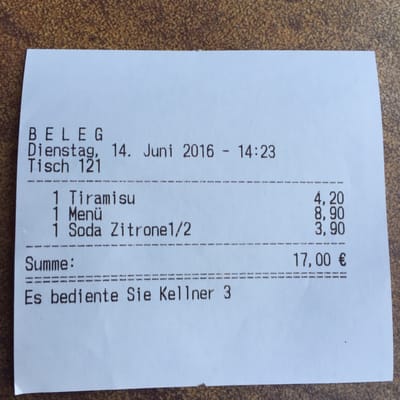 B E L E G
Dienstag, 14. Juni 2016 - 14:23
Tisch 121
1 Tiramisu 4,20
1 Menü 8,90
1 Soda Zitrone1/2 3,90
Summe: 17,00 €
Es bediente Sie Kellner 3